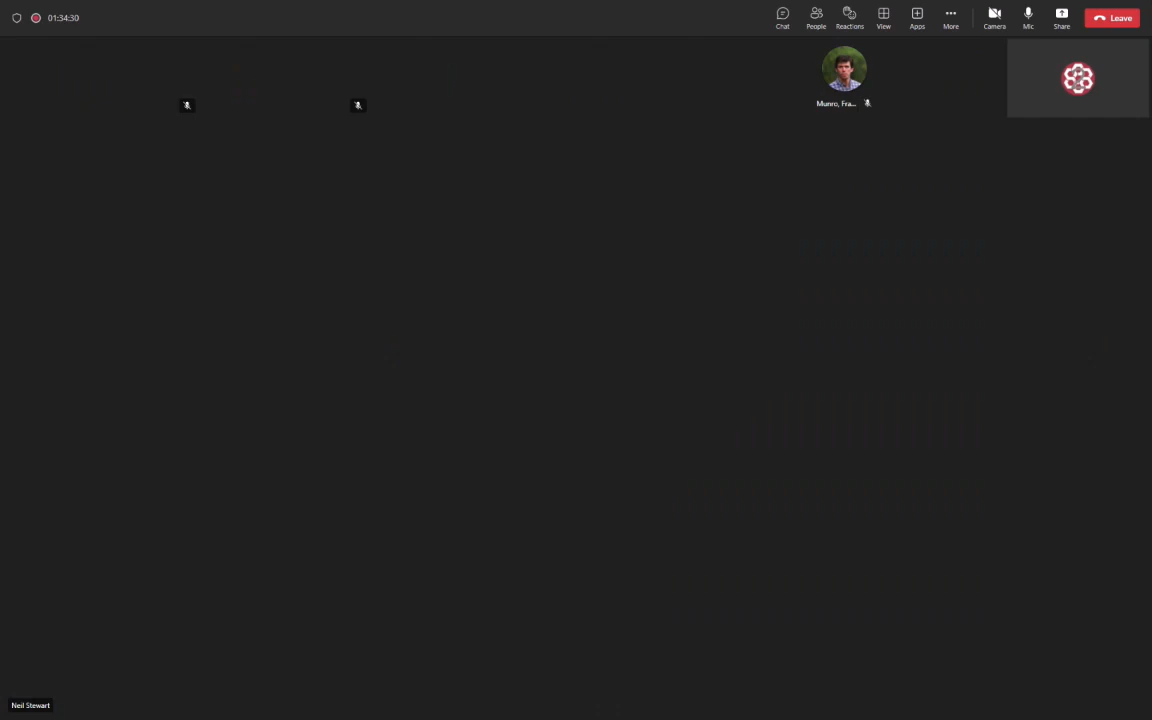 01:34:30
Chat
People
Reactions
View
Apps
More
Camera
Mic
Share
Leave
Munro, Fra...
Neil Stewart